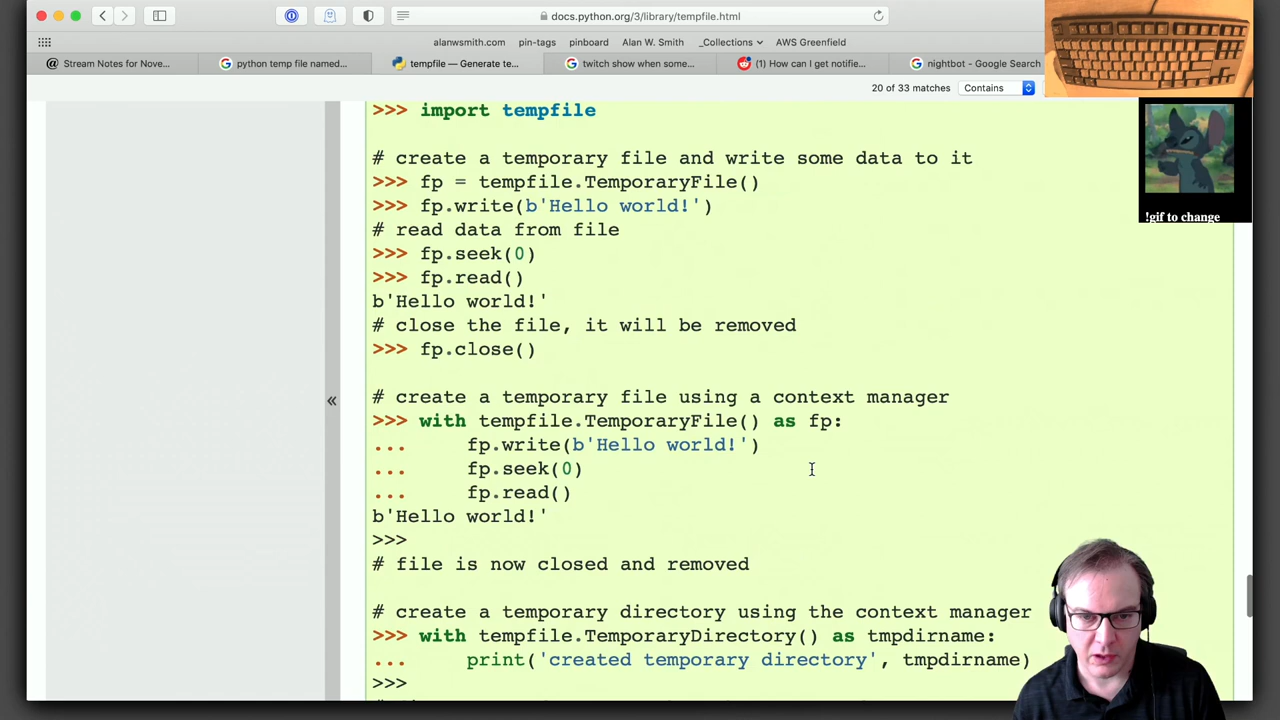 docs.python.org/3/library/tempfile.html
alanwsmith.com pin-tags pinboard Alan W. Smith _Collections AWS Greenfield
@ Stream Notes for Nove... python temp file named... tempfile — Generate te... twitch show when some... (1) How can I get notifie... nightbot - Google Search
20 of 33 matches Contains
>>> import tempfile
# create a temporary file and write some data to it
>>> fp = tempfile.TemporaryFile()
>>> fp.write(b'Hello world!')
# read data from file
>>> fp.seek(0)
>>> fp.read()
b'Hello world!'
# close the file, it will be removed
>>> fp.close()
# create a temporary file using a context manager
>>> with tempfile.TemporaryFile() as fp:
... fp.write(b'Hello world!')
... fp.seek(0)
... fp.read()
b'Hello world!'
>>>
# file is now closed and removed
# create a temporary directory using the context manager
>>> with tempfile.TemporaryDirectory() as tmpdirname:
... print('created temporary directory', tmpdirname)
>>>
!gif to change